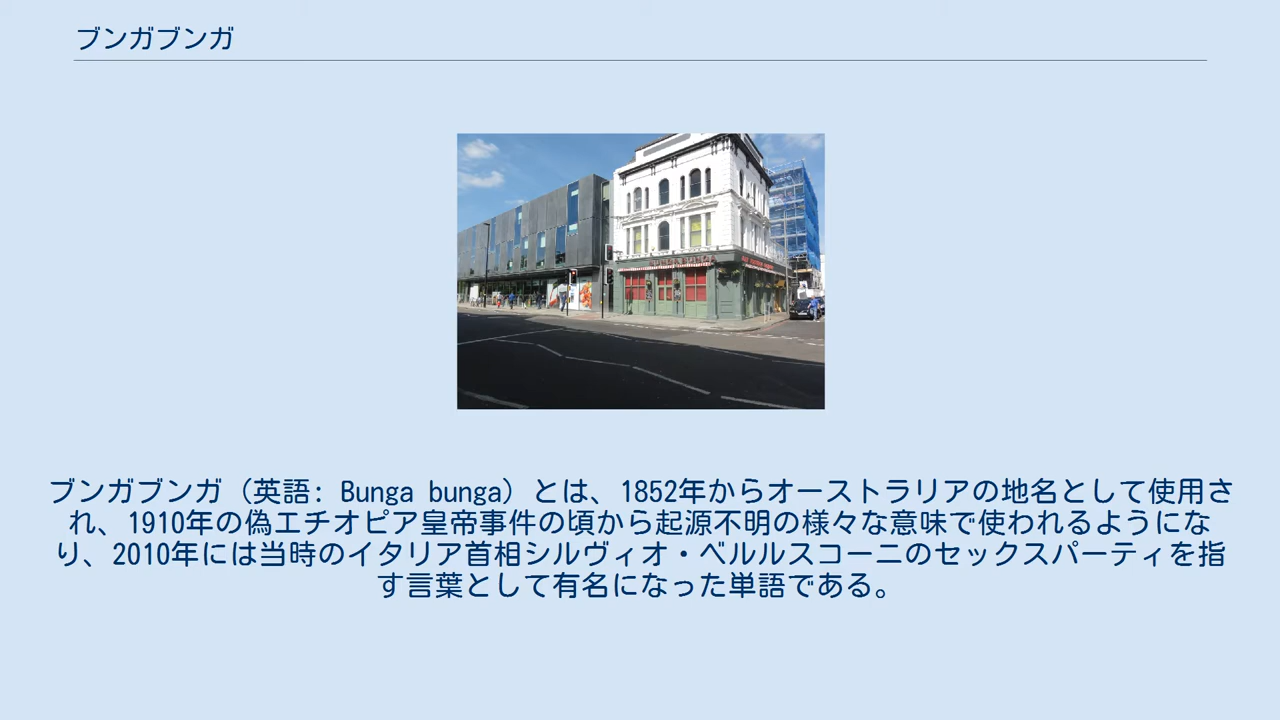 ブンガブンガ
ブンガブンガ（英語: Bunga bunga）とは、1852年からオーストラリアの地名として使用さ
れ、1910年の偽エチオピア皇帝事件の頃から起源不明の様々な意味で使われるようにな
り、2010年には当時のイタリア首相シルヴィオ・ベルルスコーニのセックスパーティを指
す言葉として有名になった単語である。